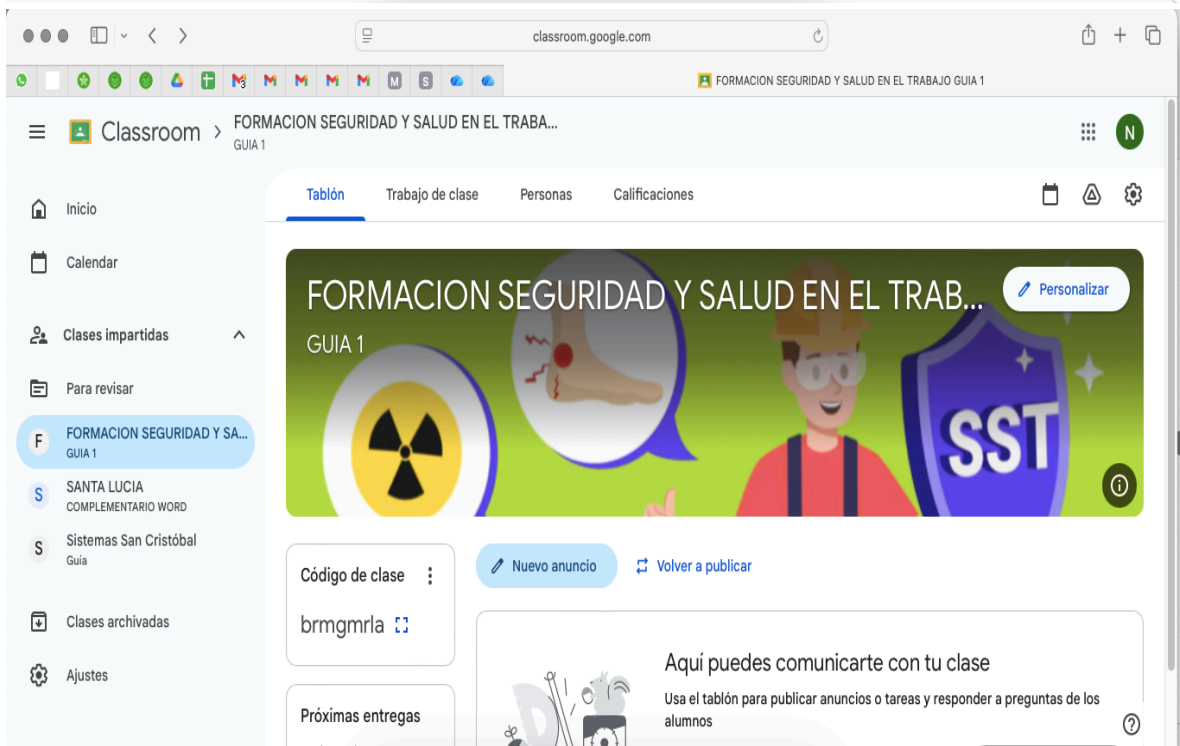 classroom.google.com
3
M
S
FORMACION SEGURIDAD Y SALUD EN EL TRABAJO GUIA 1
Classroom > FORMACION SEGURIDAD Y SALUD EN EL TRABA...
GUIA 1
N
Inicio
Calendar
Clases impartidas
Para revisar
F
FORMACION SEGURIDAD Y SA...
GUIA 1
S
SANTA LUCIA
COMPLEMENTARIO WORD
S
Sistemas San Cristóbal
Guia
Clases archivadas
Ajustes
Tablón
Trabajo de clase
Personas
Calificaciones
FORMACION SEGURIDAD Y SALUD EN EL TRAB...
GUIA 1
Personalizar
SST
Código de clase
brmgmrla
Próximas entregas
Nuevo anuncio
Volver a publicar
Aquí puedes comunicarte con tu clase
Usa el tablón para publicar anuncios o tareas y responder a preguntas de los
alumnos